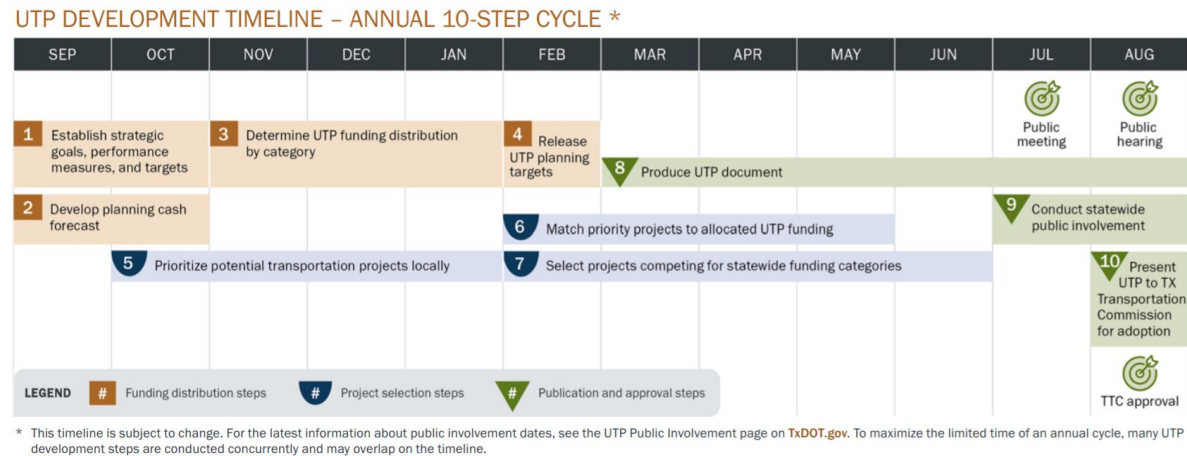 UTP DEVELOPMENT TIMELINE – ANNUAL 10-STEP CYCLE *
SEP OCT NOV DEC JAN FEB MAR APR MAY JUN JUL AUG
Public
meeting
Public
hearing
1 Establish strategic
goals, performance
measures, and targets
3 Determine UTP funding distribution
by category
4 Release
UTP planning
targets
8 Produce UTP document
2 Develop planning cash
forecast
6 Match priority projects to allocated UTP funding
9 Conduct statewide
public involvement
5 Prioritize potential transportation projects locally
7 Select projects competing for statewide funding categories
10 Present
UTP to TX
Transportation
Commission
for adoption
TTC approval
LEGEND # Funding distribution steps # Project selection steps # Publication and approval steps
* This timeline is subject to change. For the latest information about public involvement dates, see the UTP Public Involvement page on TxDOT.gov. To maximize the limited time of an annual cycle, many UTP
development steps are conducted concurrently and may overlap on the timeline.